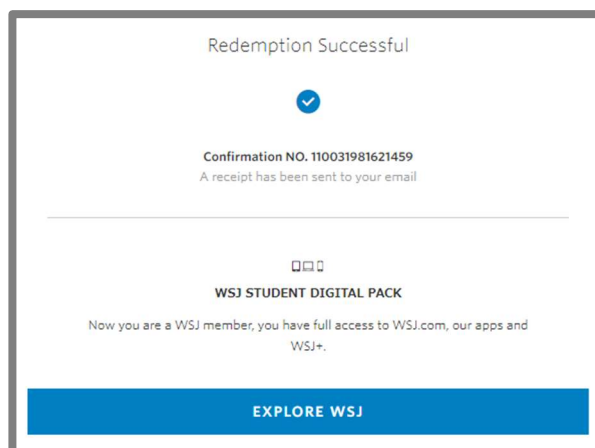 Redemption Successful
Confirmation NO. 110031981621459
A receipt has been sent to your email
WSJ STUDENT DIGITAL PACK
Now you are a WSJ member, you have full access to WSJ.com, our apps and
WSJ+.
EXPLORE WSJ